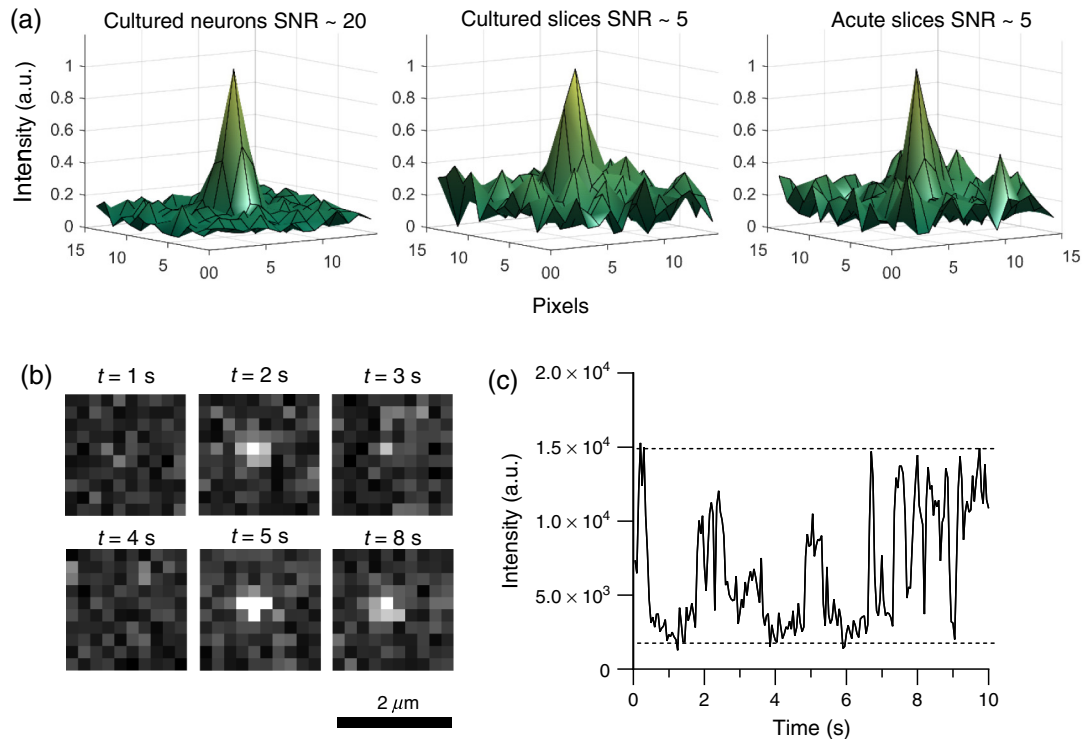 (a)
Cultured neurons SNR ~ 20
Cultured slices SNR ~ 5
Acute slices SNR ~ 5
Intensity (a.u.)
1
0.8
0.6
0.4
0.2
0
15
10
5
00
5
10
1
0.8
0.6
0.4
0.2
0
15
10
5
00
5
10
1
0.8
0.6
0.4
0.2
0
15
10
5
00
5
10
15
Pixels
(b)
t = 1 s
t = 2 s
t = 3 s
t = 4 s
t = 5 s
t = 8 s
2 μm
(c)
Intensity (a.u.)
2.0 × 10⁴
1.5 × 10⁴
1.0 × 10⁴
5.0 × 10³
0
0
2
4
6
8
10
Time (s)